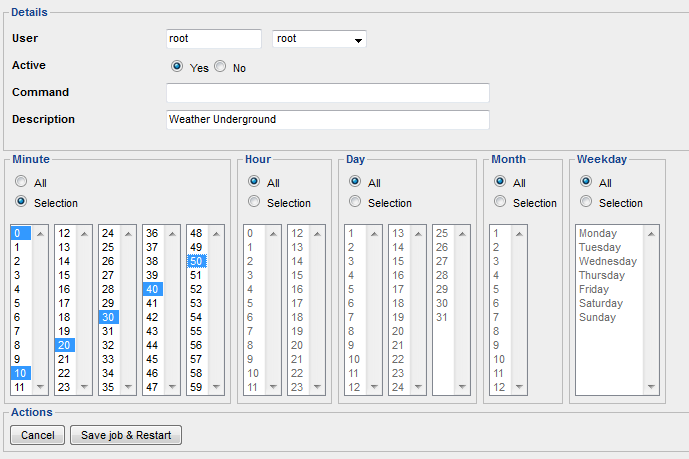 Details
User root root
Active Yes No
Command
Description Weather Underground
Minute Hour Day Month Weekday
All All All All All
Selection Selection Selection Selection Selection
0 12 24 36 48 0 12 1 13 25 1 Monday
1 13 25 37 49 1 13 2 14 26 2 Tuesday
2 14 26 38 50 2 14 3 15 27 3 Wednesday
3 15 27 39 51 3 15 4 16 28 4 Thursday
4 16 28 40 52 4 16 5 17 29 5 Friday
5 17 29 41 53 5 17 6 18 30 6 Saturday
6 18 30 42 54 6 18 7 19 31 7 Sunday
7 19 31 43 55 7 19 8 20 8
8 20 32 44 56 8 20 9 21 9
9 21 33 45 57 9 21 10 22 10
10 22 34 46 58 10 22 11 23 11
11 23 35 47 59 11 23 12 24 12
Actions
Cancel Save job & Restart